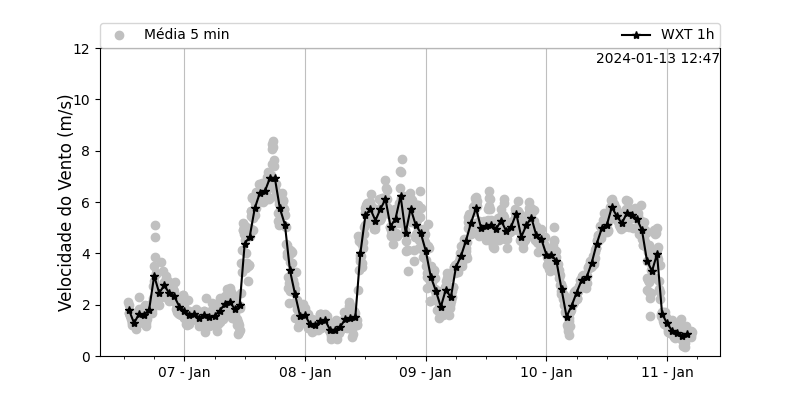 Média 5 min
WXT 1h
2024-01-13 12:47
Velocidade do Vento (m/s)
12
10
8
6
4
2
0
07 - Jan
08 - Jan
09 - Jan
10 - Jan
11 - Jan